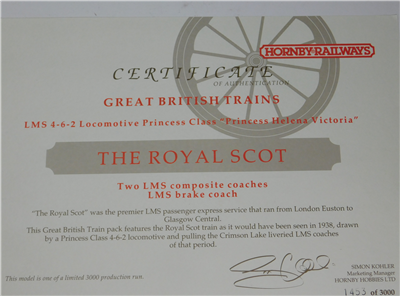 HORNBY RAILWAYS
CERTIFICATE
OF AUTHENTICATION
GREAT BRITISH TRAINS
LMS 4-6-2 Locomotive Princess Class "Princess Helena Victoria"
THE ROYAL SCOT
Two LMS composite coaches
LMS brake coach
"The Royal Scot" was the premier LMS passenger express service that ran from London Euston to
Glasgow Central.
This Great British Train pack features the Royal Scot train as it would have been seen in 1938, drawn
by a Princess Class 4-6-2 locomotive and pulling the Crimson Lake liveried LMS coaches
of that period.
SIMON KOHLER
Marketing Manager
HORNBY HOBBIES LTD
This model is one of a limited 3000 production run.
1453 of 3000